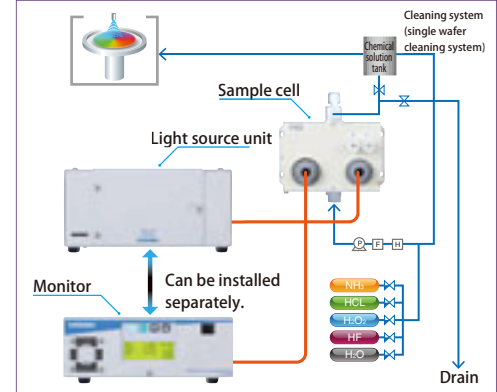 Cleaning system
(single wafer
cleaning system)
Chemical
solution
tank
Sample cell
Light source unit
Monitor
Can be installed
separately.
P F H
NH₃
HCL
H₂O₂
HF
H₂O
Drain